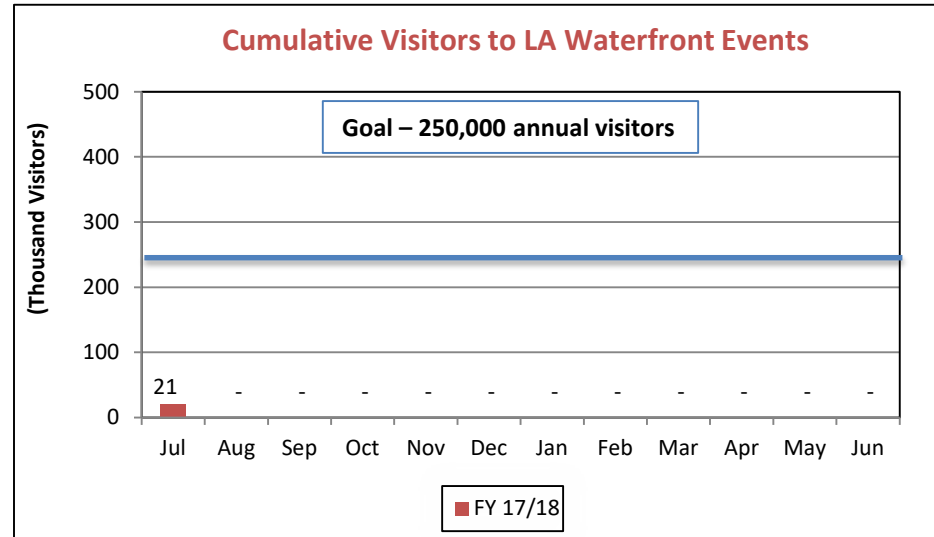 Cumulative Visitors to LA Waterfront Events
(Thousand Visitors)
500
400
300
200
100
0
Goal – 250,000 annual visitors
21 - - - - - - - - - - -
Jul Aug Sep Oct Nov Dec Jan Feb Mar Apr May Jun
FY 17/18